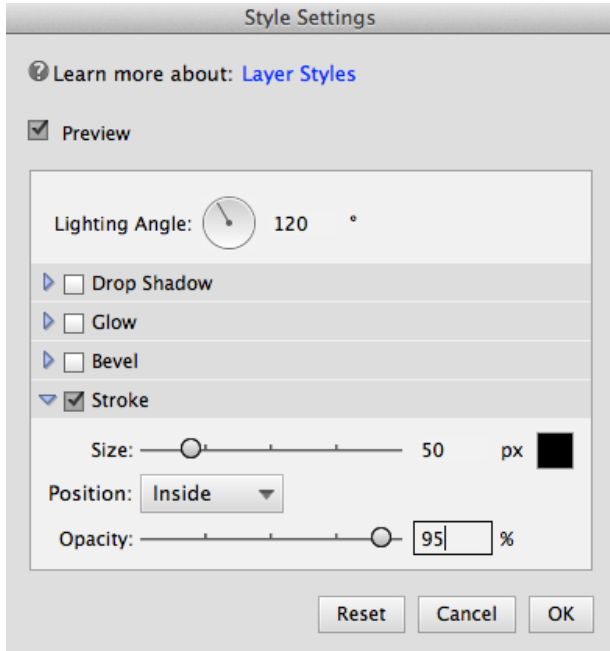 Style Settings
Learn more about: Layer Styles
Preview
Lighting Angle: 120 °
Drop Shadow
Glow
Bevel
Stroke
Size: 50 px
Position: Inside
Opacity: 95 %
Reset Cancel OK